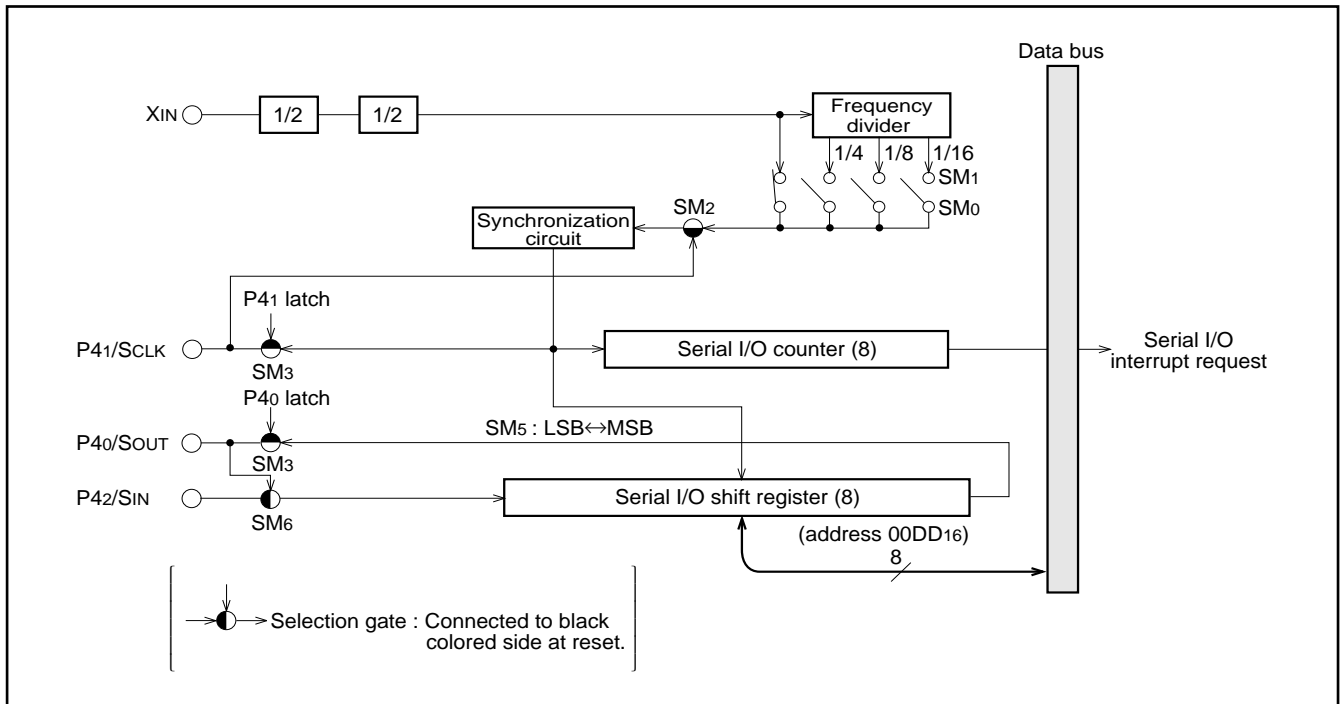 Data bus
XIN
1/2
1/2
Frequency
divider
1/4
1/8
1/16
SM1
SM0
SM2
Synchronization
circuit
P41 latch
P41/SCLK
SM3
Serial I/O counter (8)
Serial I/O
interrupt request
P40 latch
P40/SOUT
SM3
SM5 : LSB↔MSB
P42/SIN
SM6
Serial I/O shift register (8)
(address 00DD16)
8
Selection gate : Connected to black
colored side at reset.